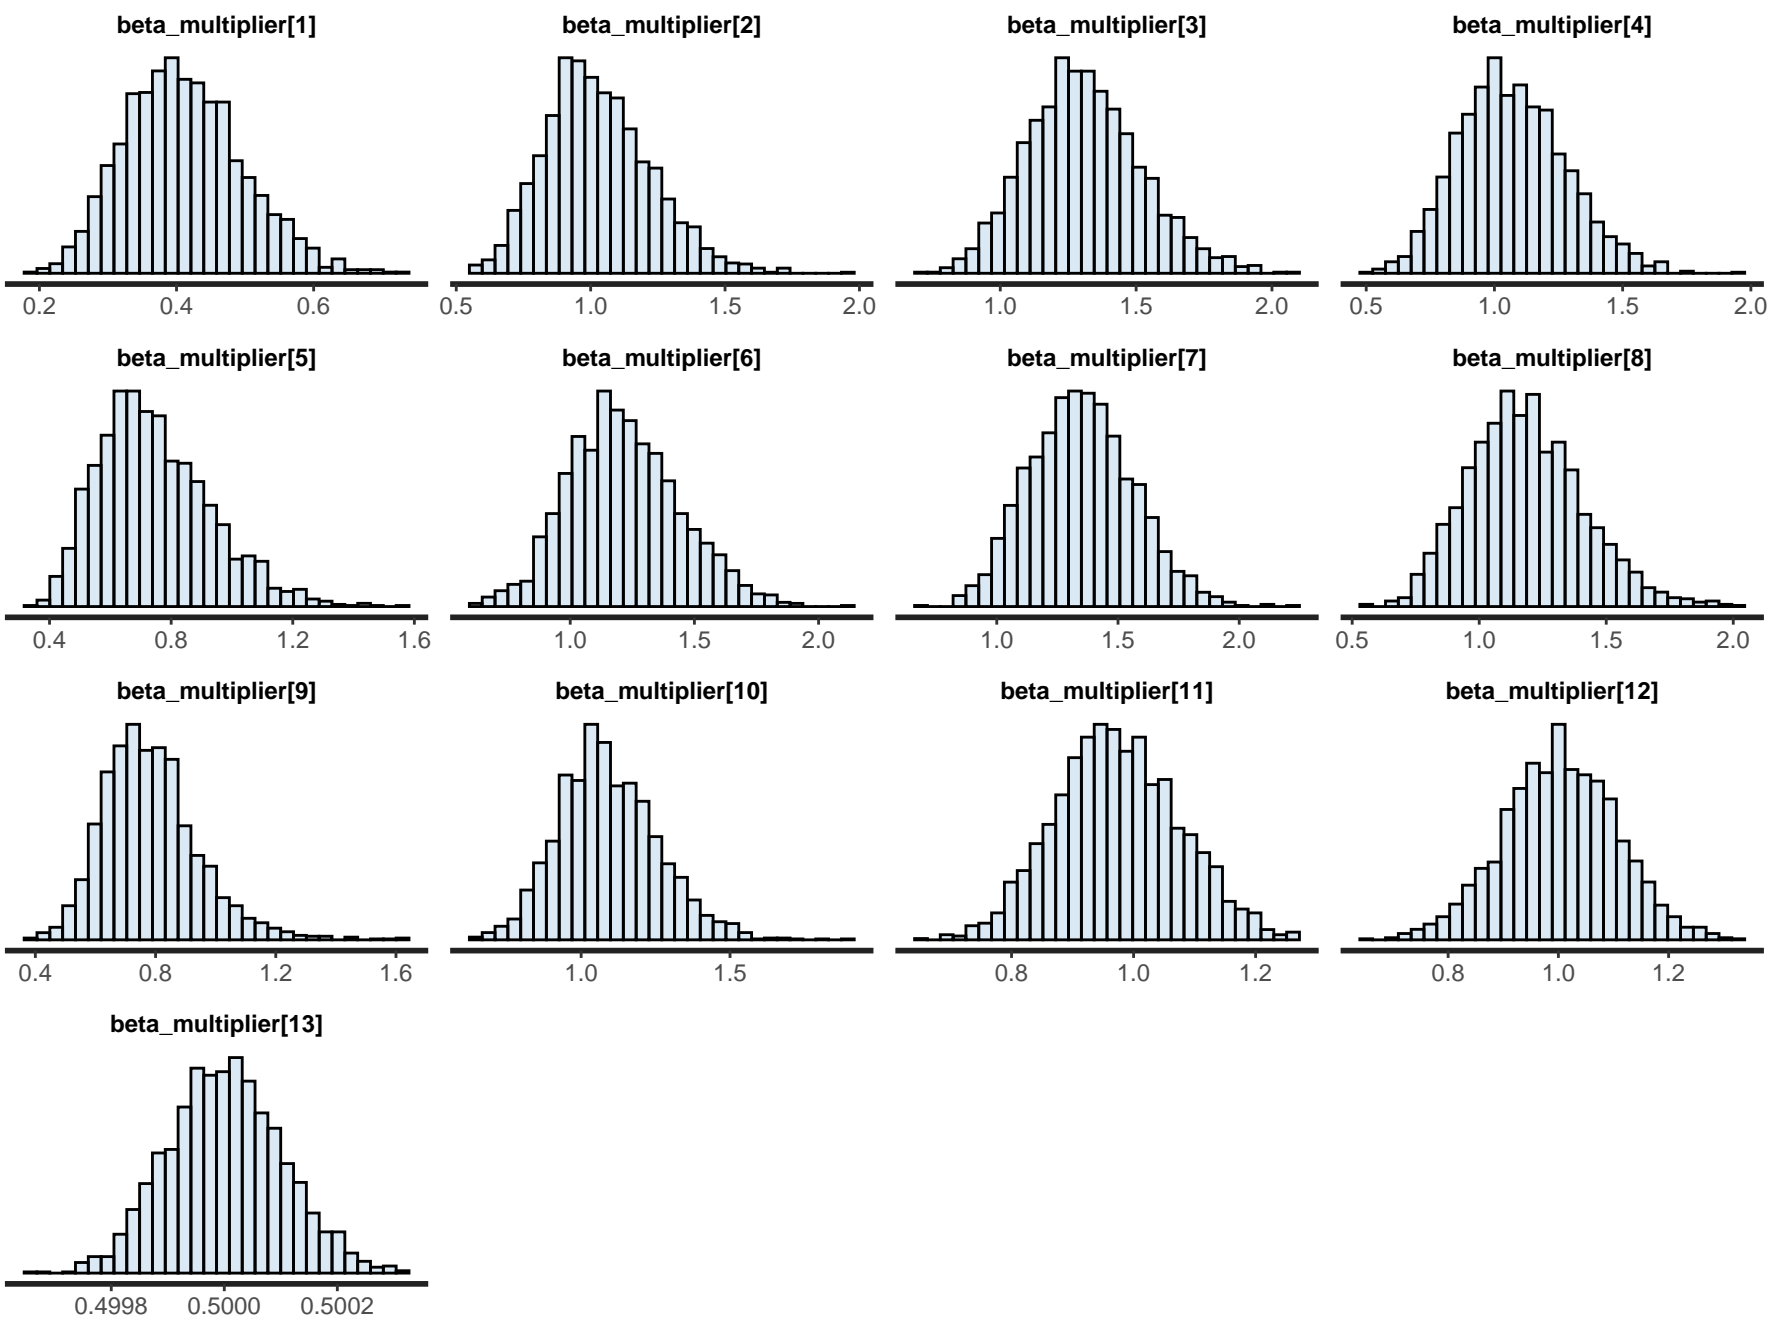 beta_multiplier[1] beta_multiplier[2] beta_multiplier[3] beta_multiplier[4]
0.2 0.4 0.6 0.5 1.0 1.5 2.0 1.0 1.5 2.0 0.5 1.0 1.5 2.0
beta_multiplier[5] beta_multiplier[6] beta_multiplier[7] beta_multiplier[8]
0.4 0.8 1.2 1.6 1.0 1.5 2.0 1.0 1.5 2.0 0.5 1.0 1.5 2.0
beta_multiplier[9] beta_multiplier[10] beta_multiplier[11] beta_multiplier[12]
0.4 0.8 1.2 1.6 1.0 1.5 0.8 1.0 1.2 0.8 1.0 1.2
beta_multiplier[13]
0.4998 0.5000 0.5002